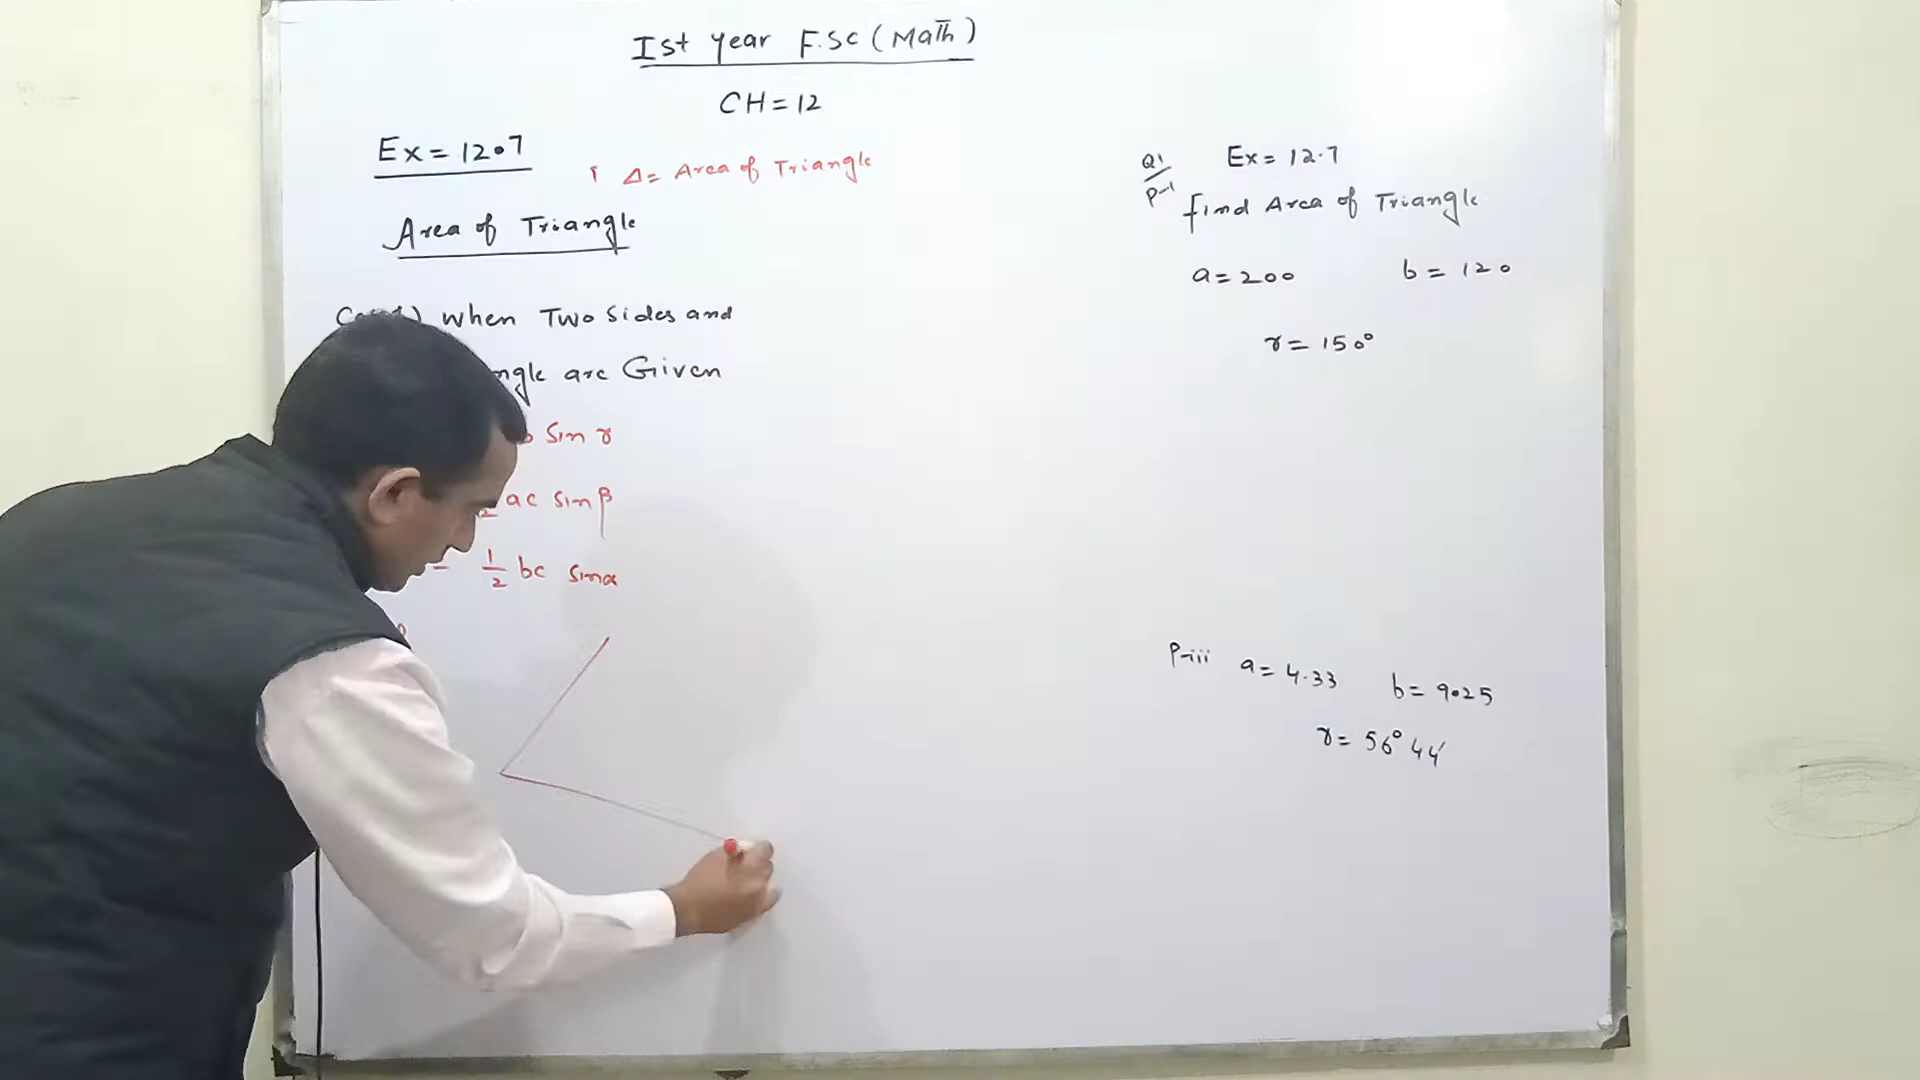 Ist year F.SC (Math)
CH = 12
Ex = 12.7
Δ = Area of Triangle
Area of Triangle
when Two sides and
are Given
sin γ
ac sin β
= 1/2 bc sin α
Q1
P-1
Ex = 12.7
find Area of Triangle
a = 200 b = 120
γ = 150°
P-iii a = 4.33 b = 9.25
γ = 56° 44′